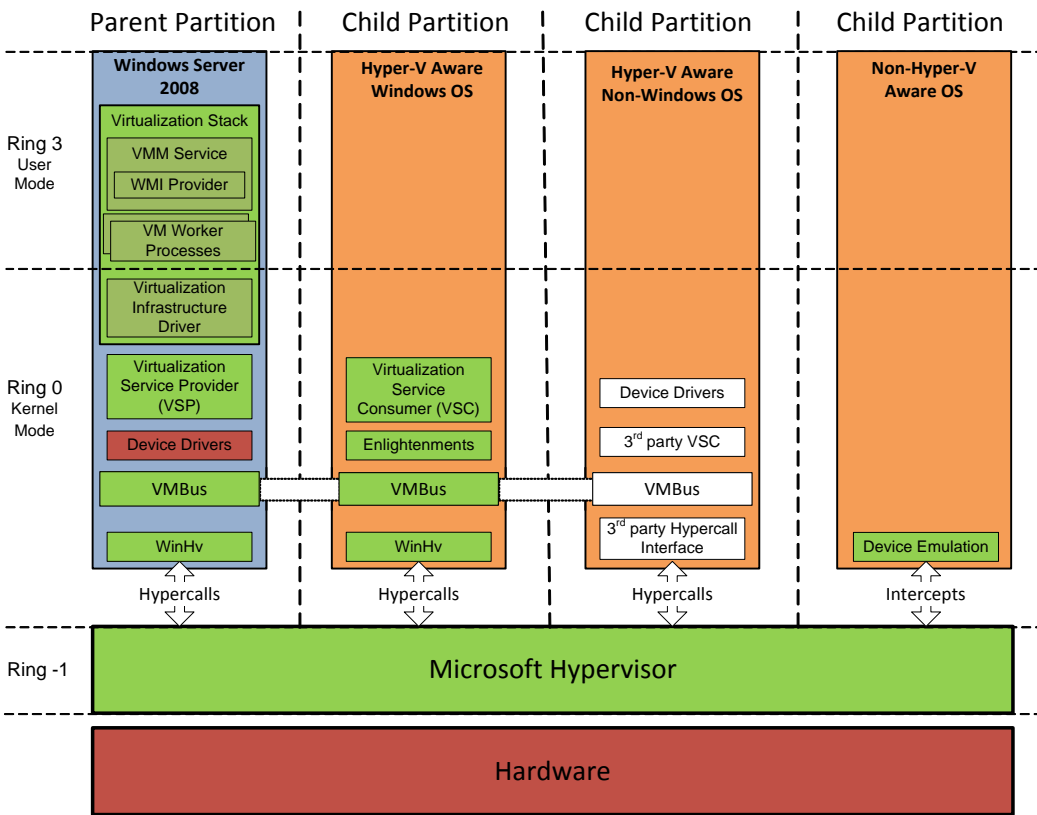 Parent Partition
Child Partition
Child Partition
Child Partition
Ring 3
User
Mode
Ring 0
Kernel
Mode
Ring -1
Windows Server
2008
Virtualization Stack
VMM Service
WMI Provider
VM Worker
Processes
Virtualization
Infrastructure
Driver
Virtualization
Service Provider
(VSP)
Device Drivers
VMBus
WinHv
Hypercalls
Hyper-V Aware
Windows OS
Virtualization
Service
Consumer (VSC)
Enlightenments
VMBus
WinHv
Hypercalls
Hyper-V Aware
Non-Windows OS
Device Drivers
3rd party VSC
VMBus
3rd party Hypercall
Interface
Hypercalls
Non-Hyper-V
Aware OS
Device Emulation
Intercepts
Microsoft Hypervisor
Hardware